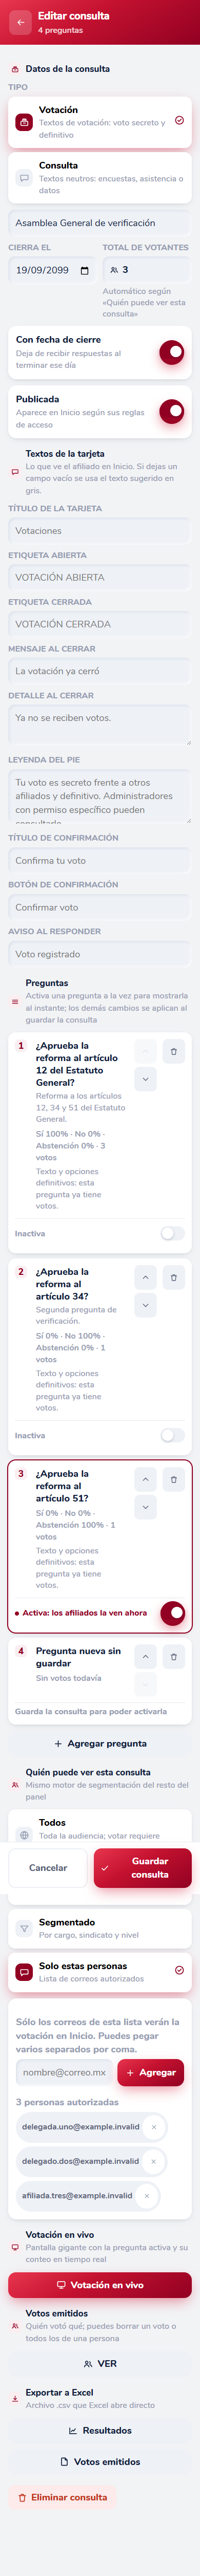 Editar consulta
4 preguntas
Datos de la consulta
TIPO
Votación
Textos de votación: voto secreto y
definitivo
Consulta
Textos neutros: encuestas, asistencia o
datos
Asamblea General de verificación
CIERRA EL
TOTAL DE VOTANTES
19/09/2099
3
Automático según
«Quién puede ver esta
consulta»
Con fecha de cierre
Deja de recibir respuestas al
terminar ese día
Publicada
Aparece en Inicio según sus reglas
de acceso
Textos de la tarjeta
Lo que ve el afiliado en Inicio. Si dejas un
campo vacío se usa el texto sugerido en
gris.
TÍTULO DE LA TARJETA
Votaciones
ETIQUETA ABIERTA
VOTACIÓN ABIERTA
ETIQUETA CERRADA
VOTACIÓN CERRADA
MENSAJE AL CERRAR
La votación ya cerró
DETALLE AL CERRAR
Ya no se reciben votos.
LEYENDA DEL PIE
Tu voto es secreto frente a otros
afiliados y definitivo. Administradores
con permiso específico pueden
consultarlo
TÍTULO DE CONFIRMACIÓN
Confirma tu voto
BOTÓN DE CONFIRMACIÓN
Confirmar voto
AVISO AL RESPONDER
Voto registrado
Preguntas
Activa una pregunta a la vez para mostrarla
al instante; los demás cambios se aplican al
guardar la consulta
1
¿Aprueba la
reforma al artículo
12 del Estatuto
General?
Reforma a los artículos
12, 34 y 51 del Estatuto
General.
Sí 100% · No 0% ·
Abstención 0% · 3
votos
Texto y opciones
definitivos: esta
pregunta ya tiene
votos.
Inactiva
2
¿Aprueba la
reforma al
artículo 34?
Segunda pregunta de
verificación.
Sí 0% · No 100% ·
Abstención 0% · 1
votos
Texto y opciones
definitivos: esta
pregunta ya tiene
votos.
Inactiva
3
¿Aprueba la
reforma al
artículo 51?
Sí 0% · No 0% ·
Abstención 100% · 1
votos
Texto y opciones
definitivos: esta
pregunta ya tiene
votos.
Activa: los afiliados la ven ahora
4
Pregunta nueva sin
guardar
Sin votos todavía
Guarda la consulta para poder activarla
+ Agregar pregunta
Quién puede ver esta consulta
Mismo motor de segmentación del resto del
panel
Todos
Toda la audiencia; votar requiere
Cancelar
Guardar
consulta
Segmentado
Por cargo, sindicato y nivel
Solo estas personas
Lista de correos autorizados
Sólo los correos de esta lista verán la
votación en Inicio. Puedes pegar
varios separados por coma.
nombre@correo.mx
+ Agregar
3 personas autorizadas
delegada.uno@example.invalid ×
delegado.dos@example.invalid ×
afiliada.tres@example.invalid ×
Votación en vivo
Pantalla gigante con la pregunta activa y su
conteo en tiempo real
Votación en vivo
Votos emitidos
Quién votó qué; puedes borrar un voto o
todos los de una persona
VER
Exportar a Excel
Archivo .csv que Excel abre directo
Resultados
Votos emitidos
Eliminar consulta